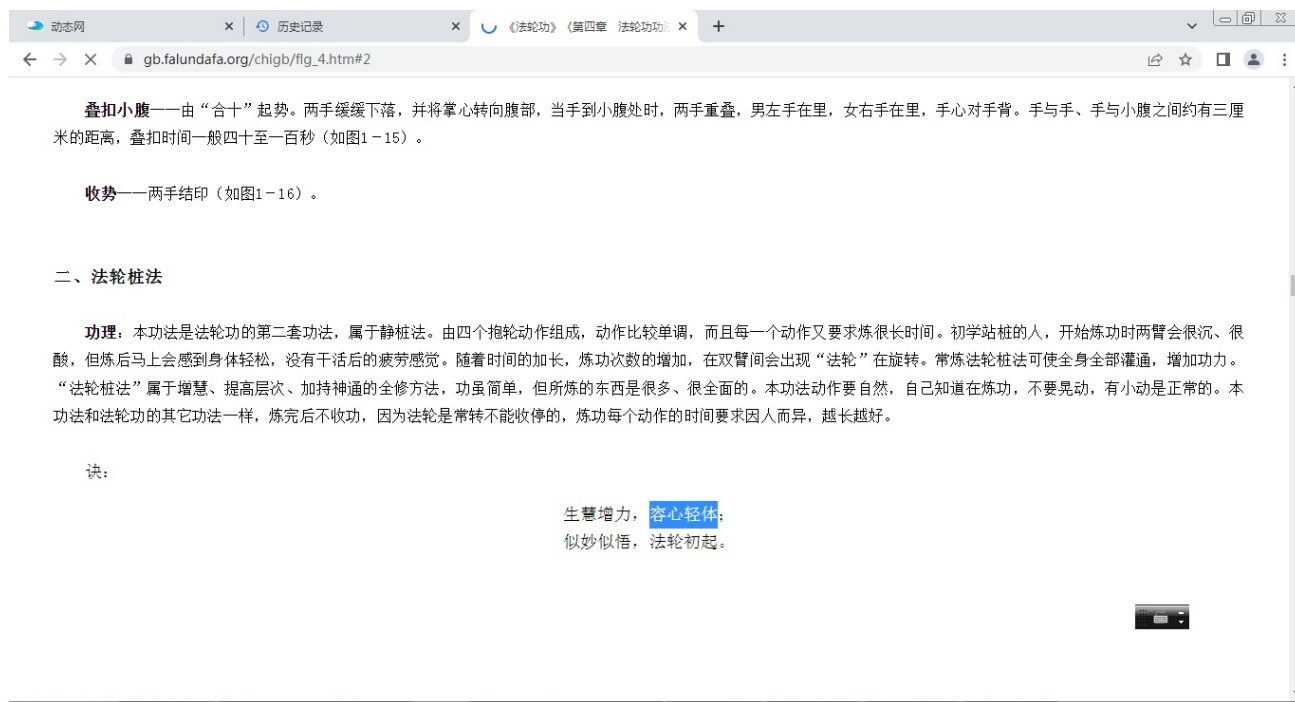 动态网
历史记录
《法轮功》〈第四章 法轮功功
gb.falundafa.org/chigb/flg_4.htm#2
叠扣小腹——由“合十”起势。两手缓缓下落，并将掌心转向腹部，当手到小腹处时，两手重叠，男左手在里，女右手在里，手心对手背。手与手、手与小腹之间约有三厘
米的距离，叠扣时间一般四十至一百秒（如图1－15）。
收势——两手结印（如图1－16）。
二、法轮桩法
功理：本功法是法轮功的第二套功法，属于静桩法。由四个抱轮动作组成，动作比较单调，而且每一个动作又要求炼很长时间。初学站桩的人，开始炼功时两臂会很沉、很
酸，但炼后马上会感到身体轻松，没有干活后的疲劳感觉。随着时间的加长，炼功次数的增加，在双臂间会出现“法轮”在旋转。常炼法轮桩法可使全身全部灌通，增加功力。
“法轮桩法”属于增慧、提高层次、加持神通的全修方法，功虽简单，但所炼的东西是很多、很全面的。本功法动作要自然，自己知道在炼功，不要晃动，有小动是正常的。本
功法和法轮功的其它功法一样，炼完后不收功，因为法轮是常转不能收停的，炼功每个动作的时间要求因人而异，越长越好。
诀：
生慧增力，容心轻体；
似妙似悟，法轮初起。